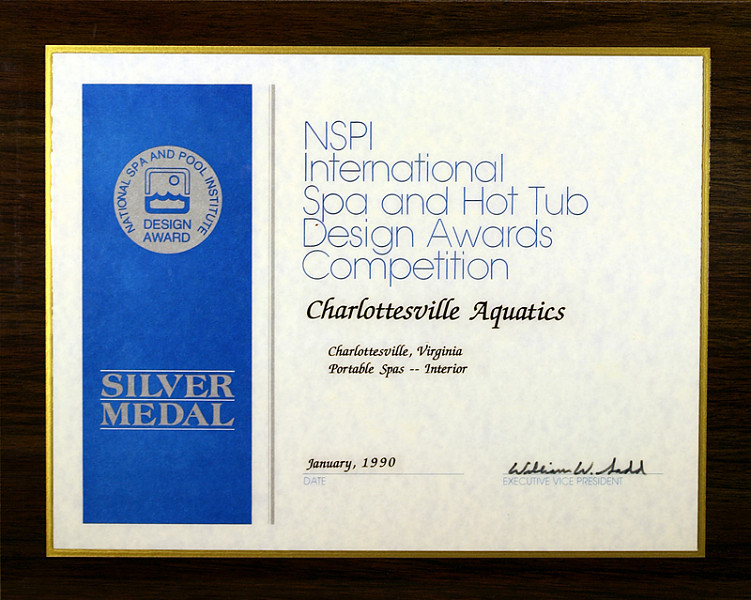 NATIONAL SPA AND POOL INSTITUTE
DESIGN
AWARD
SILVER
MEDAL
NSPI
International
Spa and Hot Tub
Design Awards
Competition
Charlottesville Aquatics
Charlottesville, Virginia
Portable Spas -- Interior
January, 1990
DATE
William W. Sadd
EXECUTIVE VICE PRESIDENT